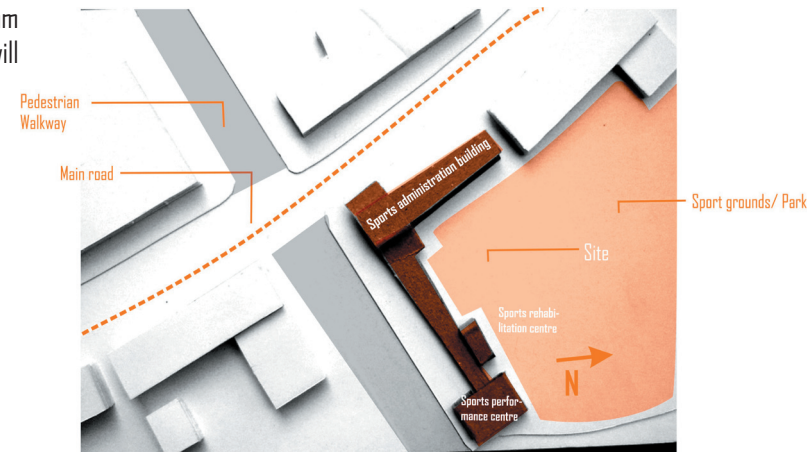 m
vill
Pedestrian
Walkway
Main road
Sports administration building
Sport grounds/ Park
Site
Sports rehabi-
litation centre
N
Sports perfor-
mance centre